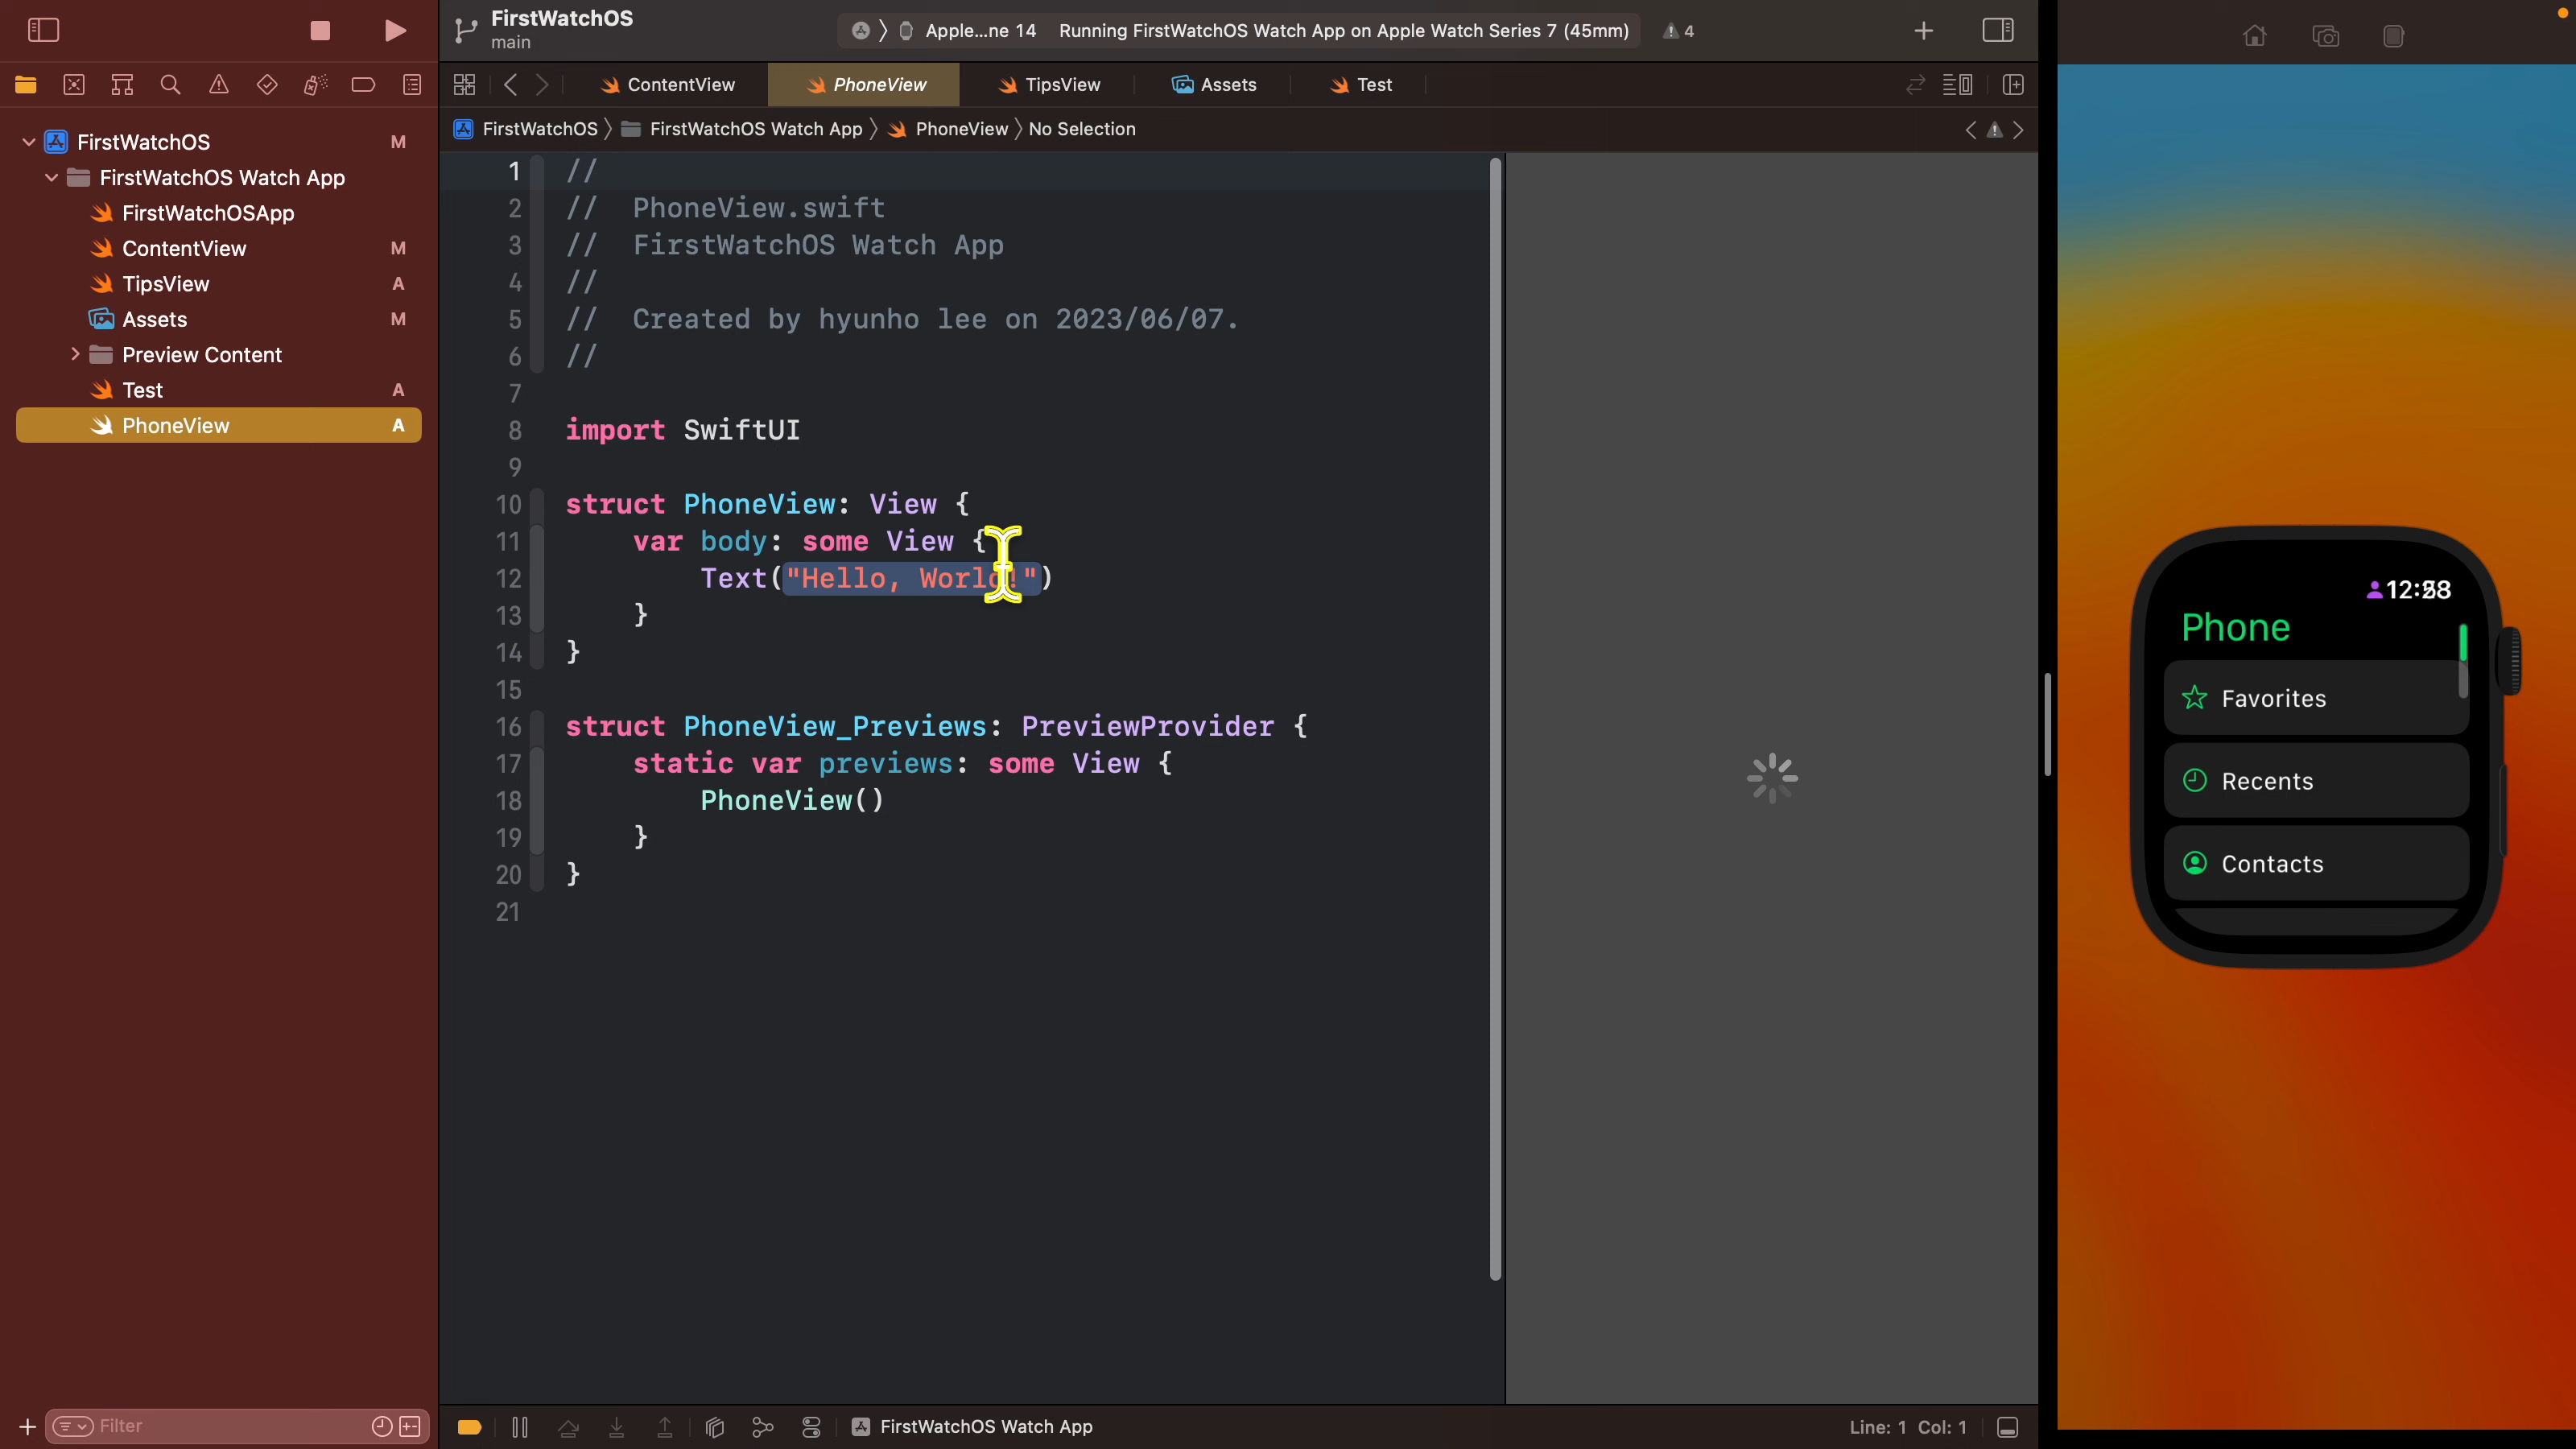 FirstWatchOS
main
Apple...ne 14 Running FirstWatchOS Watch App on Apple Watch Series 7 (45mm) 4
ContentView PhoneView TipsView Assets Test
FirstWatchOS FirstWatchOS Watch App PhoneView No Selection
FirstWatchOS M
FirstWatchOS Watch App
FirstWatchOSApp
ContentView M
TipsView A
Assets M
Preview Content
Test A
PhoneView A
Filter
1 //
2 // PhoneView.swift
3 // FirstWatchOS Watch App
4 //
5 // Created by hyunho lee on 2023/06/07.
6 //
7
8 import SwiftUI
9
10 struct PhoneView: View {
11 var body: some View {
12 Text("Hello, World!")
13 }
14 }
15
16 struct PhoneView_Previews: PreviewProvider {
17 static var previews: some View {
18 PhoneView()
19 }
20 }
21
FirstWatchOS Watch App
Line: 1 Col: 1
Phone
Favorites
Recents
Contacts